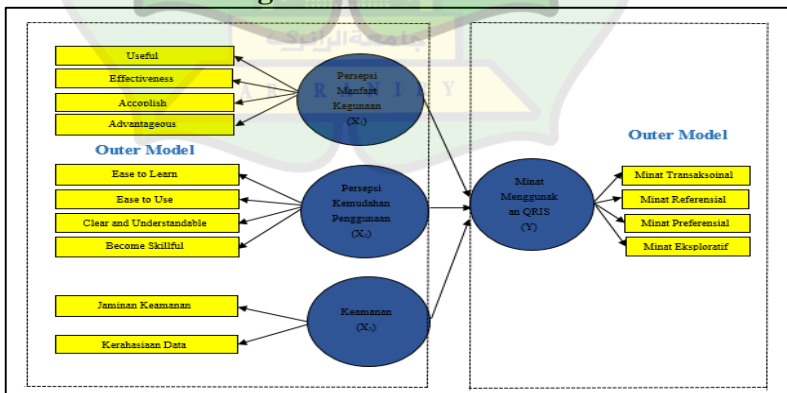 Useful
Effectiveness
Accoplish
Advantageous
Outer Model
Ease to Learn
Ease to Use
Clear and Understandable
Become Skillful
Jaminan Keamanan
Kerahasiaan Data
Persepsi
Manfaat
Kegunaan
(X₁)
Persepsi
Kemudahan
Penggunaan
(X₂)
Keamanan
(X₃)
Minat
Menggunak
an QRIS
(Y)
Outer Model
Minat Transaksoinal
Minat Referensial
Minat Preferensial
Minat Eksploratif
جامعة الرانري
A R - R A N I R Y